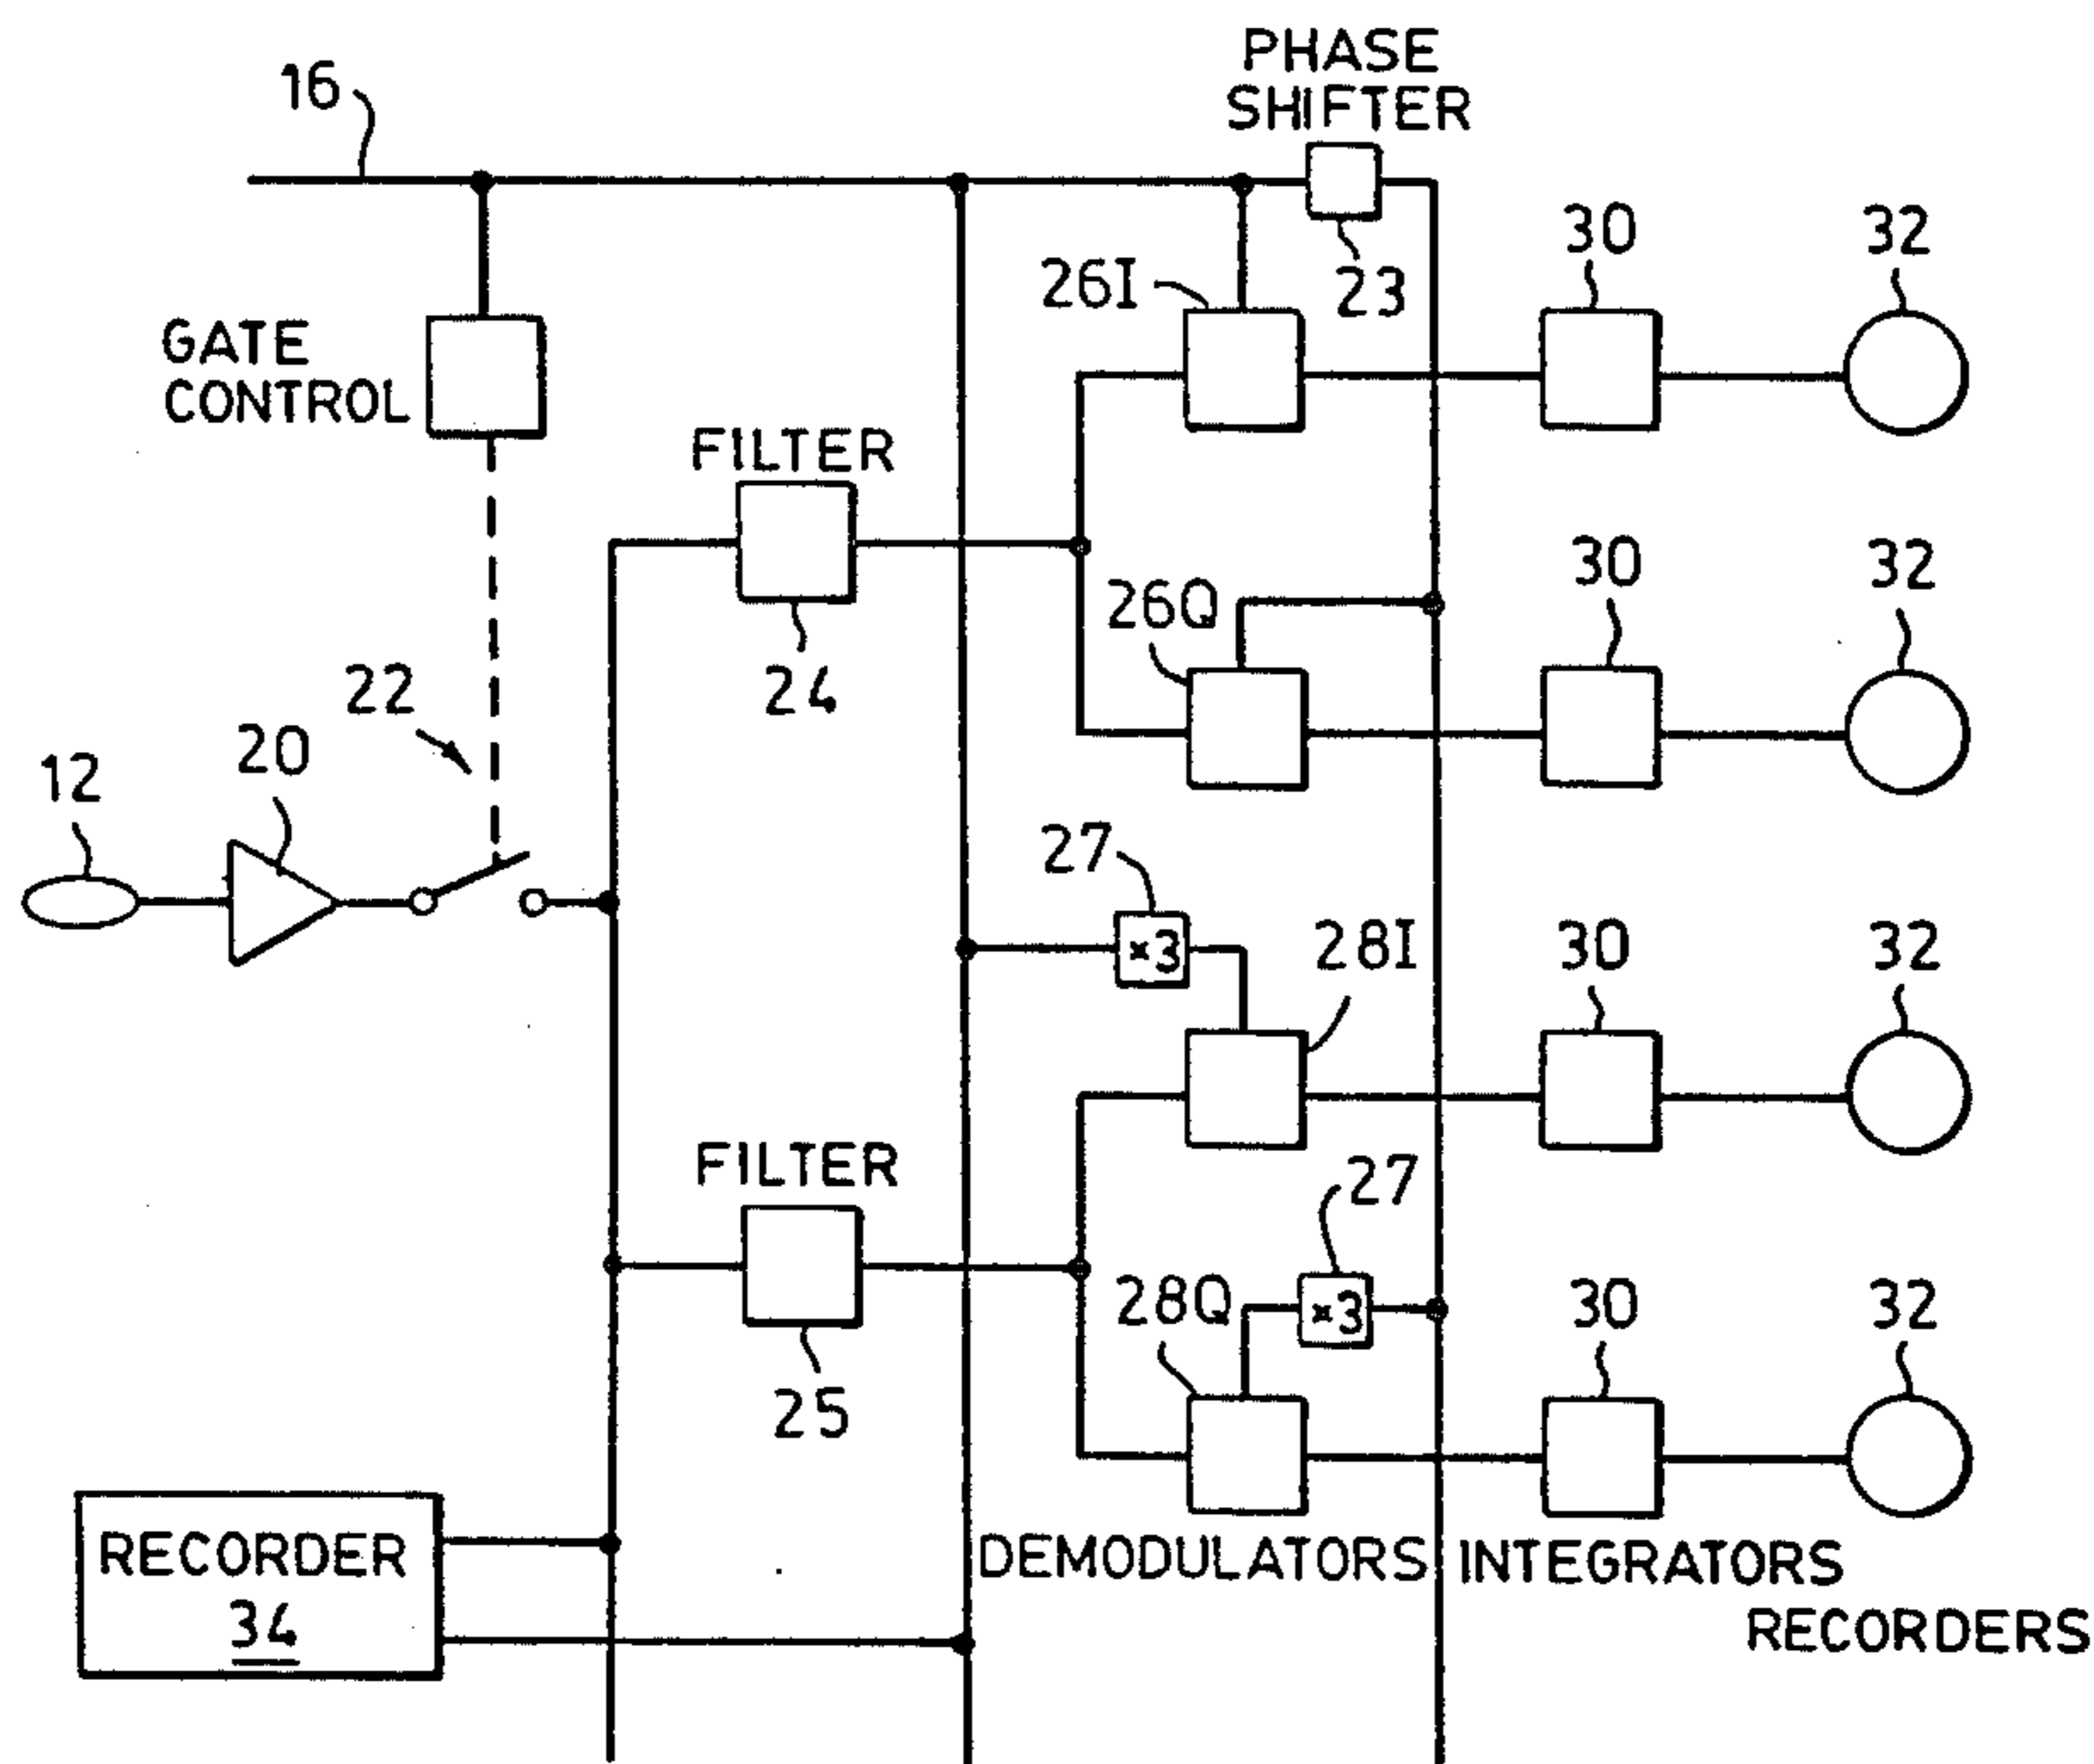 PHASE
SHIFTER
16
23
26I
30
32
GATE
CONTROL
FILTER
24
26Q
30
32
22
20
12
27
×3
28I
30
32
FILTER
25
27
×3
28Q
30
32
RECORDER
34
DEMODULATORS
INTEGRATORS
RECORDERS